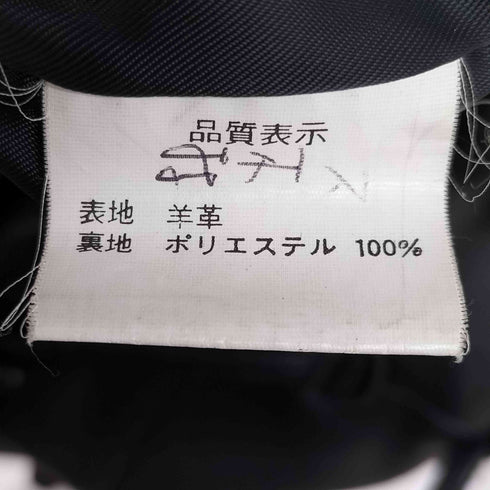 品質表示
表地 羊革
裏地 ポリエステル 100%